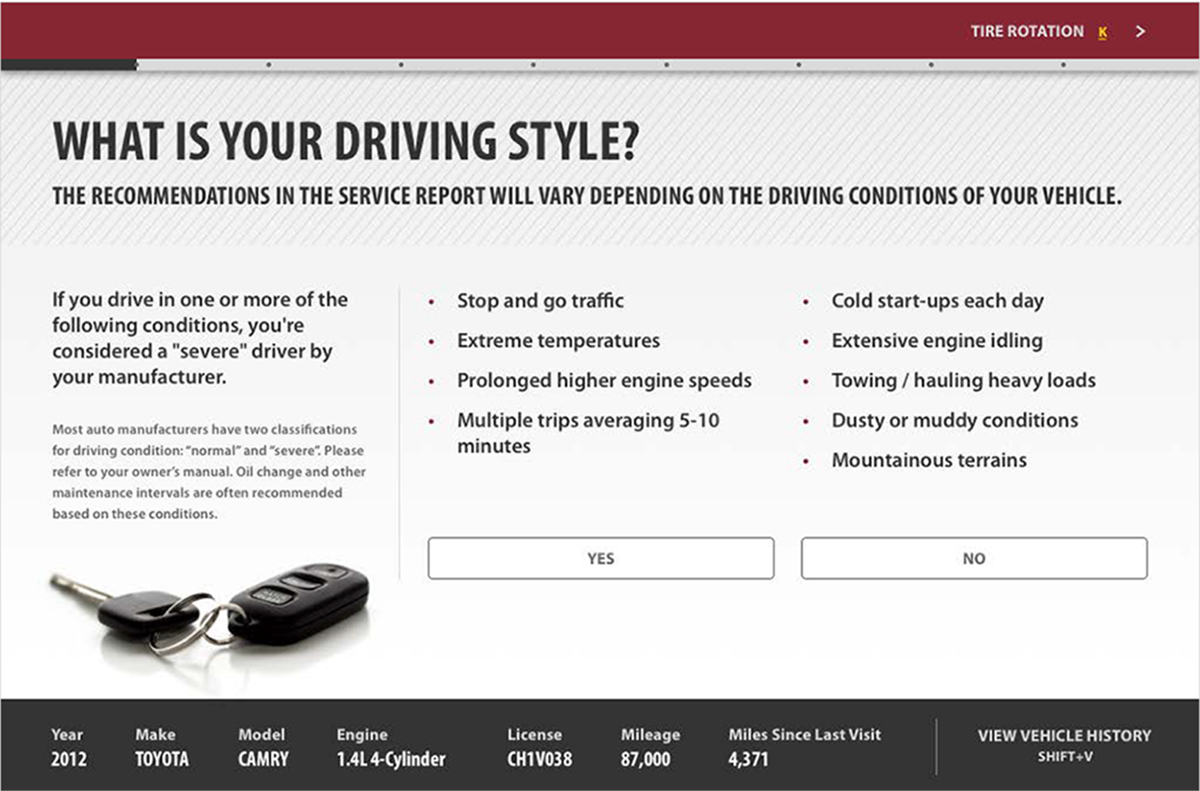 TIRE ROTATION K >
WHAT IS YOUR DRIVING STYLE?
THE RECOMMENDATIONS IN THE SERVICE REPORT WILL VARY DEPENDING ON THE DRIVING CONDITIONS OF YOUR VEHICLE.
If you drive in one or more of the
following conditions, you're
considered a "severe" driver by
your manufacturer.
Most auto manufacturers have two classifications
for driving condition: “normal” and “severe”. Please
refer to your owner’s manual. Oil change and other
maintenance intervals are often recommended
based on these conditions.
• Stop and go traffic
• Extreme temperatures
• Prolonged higher engine speeds
• Multiple trips averaging 5-10
minutes
• Cold start-ups each day
• Extensive engine idling
• Towing / hauling heavy loads
• Dusty or muddy conditions
• Mountainous terrains
YES
NO
Year Make Model Engine License Mileage Miles Since Last Visit
2012 TOYOTA CAMRY 1.4L 4-Cylinder CH1V038 87,000 4,371
VIEW VEHICLE HISTORY
SHIFT+V